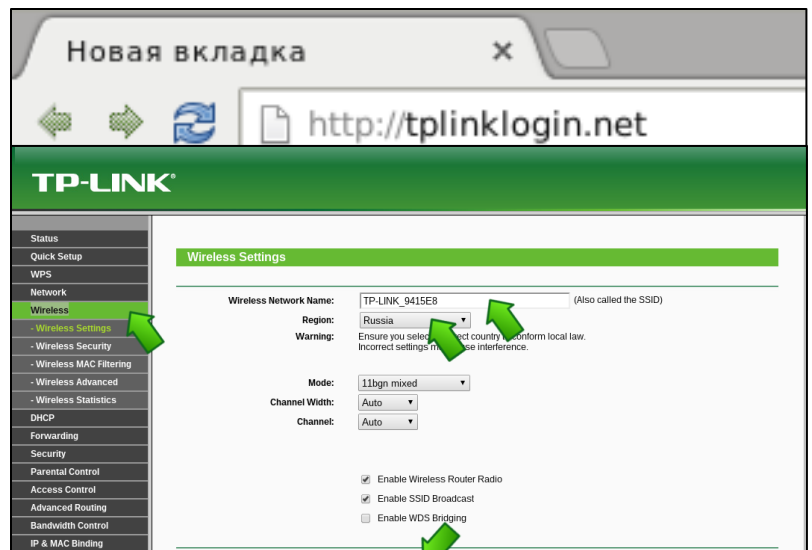 Новая вкладка ×
http://tplinklogin.net
TP-LINK®
Status
Quick Setup
WPS
Network
Wireless
- Wireless Settings
- Wireless Security
- Wireless MAC Filtering
- Wireless Advanced
- Wireless Statistics
DHCP
Forwarding
Security
Parental Control
Access Control
Advanced Routing
Bandwidth Control
IP & MAC Binding
Wireless Settings
Wireless Network Name: TP-LINK_9415E8 (Also called the SSID)
Region: Russia
Warning: Ensure you select country conform local law.
Incorrect settings interference.
Mode: 11bgn mixed
Channel Width: Auto
Channel: Auto
Enable Wireless Router Radio
Enable SSID Broadcast
Enable WDS Bridging